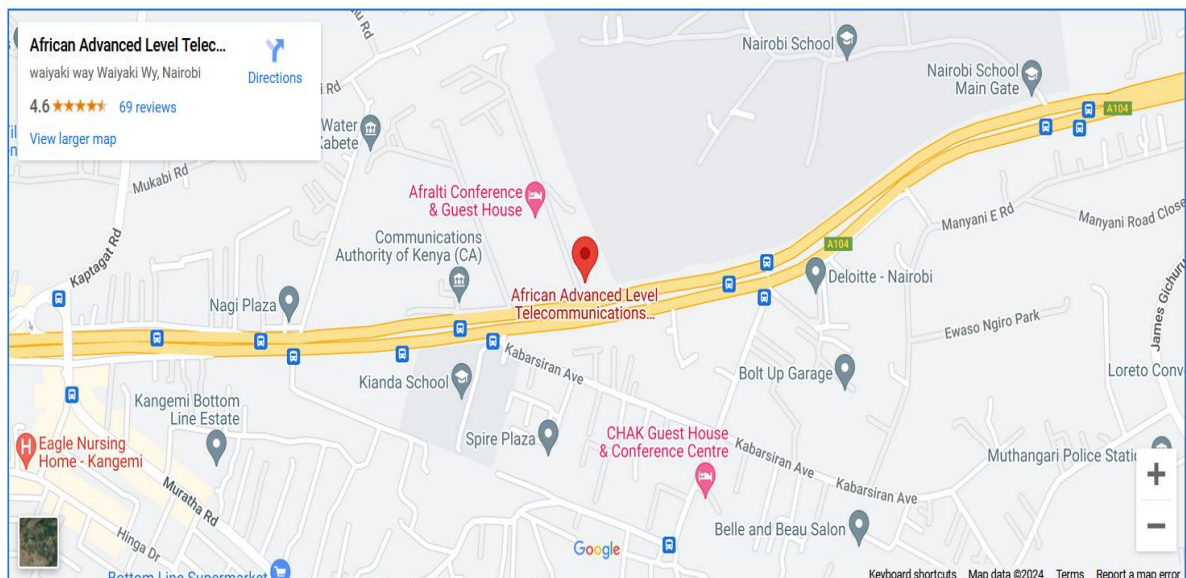 African Advanced Level Telec...
waiyaki way Waiyaki Wy, Nairobi
4.6
69 reviews
View larger map
Directions
Mukabi Rd
Water
Kaptagat Rd
Nagi Plaza
Communications
Authority of Kenya (CA)
Afralti Conference
& Guest House
African Advanced Level
Telecommunications...
Nairobi School
Nairobi School
Main Gate
A104
A104
Manyani E Rd
Manyani Road Close
Deloitte - Nairobi
Ewaso Ngiro Park
James Gichuru
Loreto Conv
Bolt Up Garage
Kabarsiran Ave
Kianda School
Kangemi Bottom
Line Estate
Eagle Nursing
Home - Kangemi
Spire Plaza
CHAK Guest House
& Conference Centre
Kabarsiran Ave
Kabarsiran Ave
Muthangari Police Static
Muratha Rd
Hinga Dr
Belle and Beau Salon
Bottom Line Supermarket
Google
Keyboard shortcuts
Map data ©2024
Terms
Report a map error